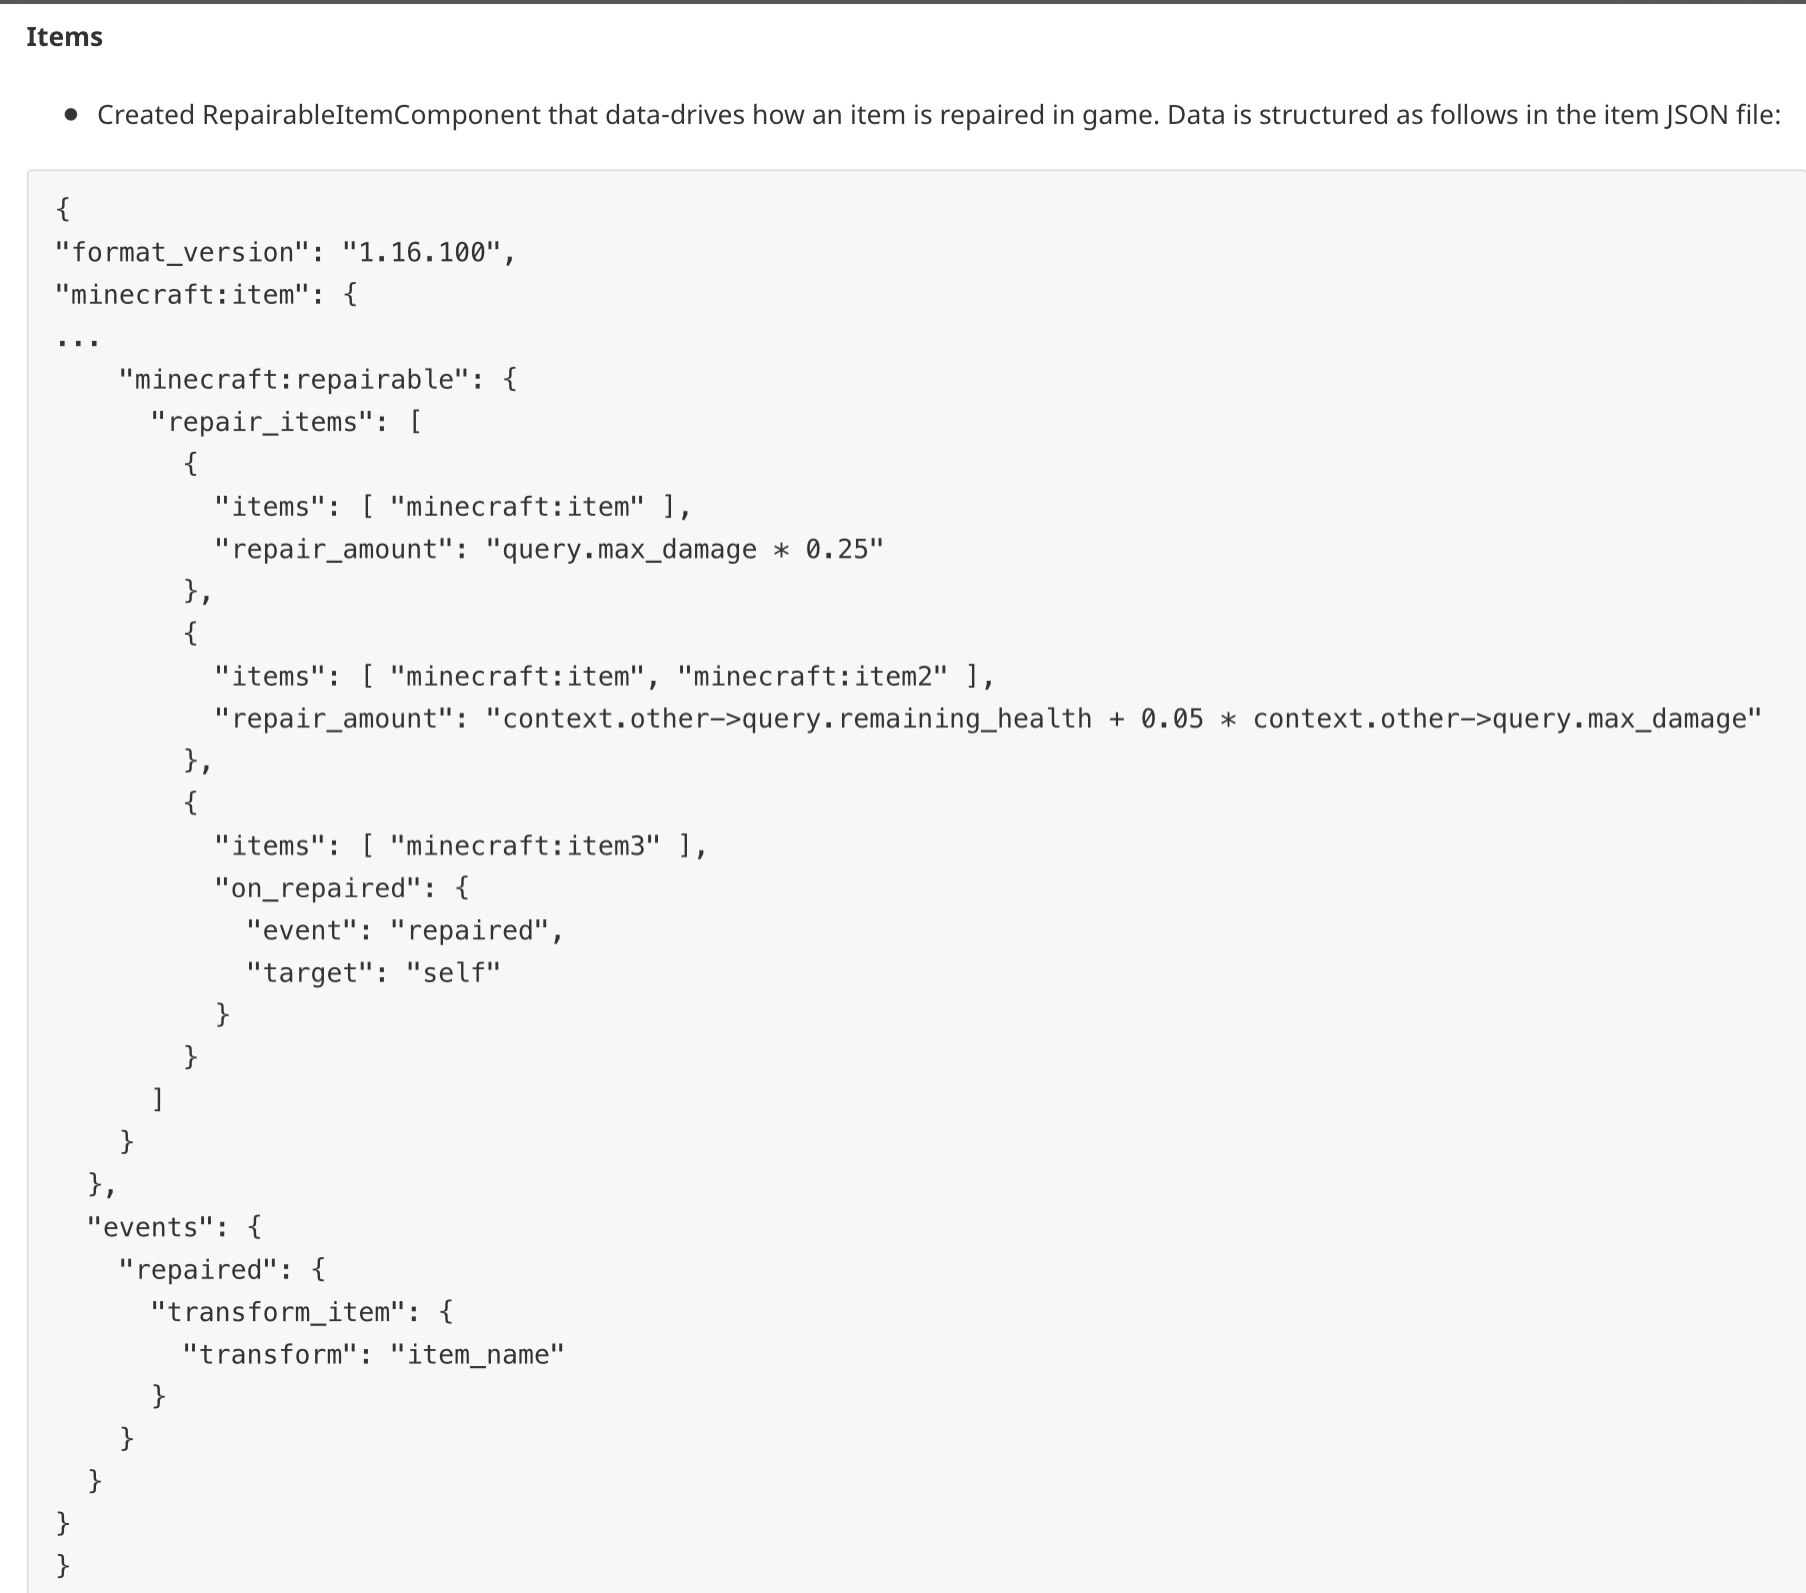 Items
● Created RepairableItemComponent that data-drives how an item is repaired in game. Data is structured as follows in the item JSON file:
{
"format_version": "1.16.100",
"minecraft:item": {
...
    "minecraft:repairable": {
      "repair_items": [
        {
          "items": [ "minecraft:item" ],
          "repair_amount": "query.max_damage * 0.25"
        },
        {
          "items": [ "minecraft:item", "minecraft:item2" ],
          "repair_amount": "context.other->query.remaining_health + 0.05 * context.other->query.max_damage"
        },
        {
          "items": [ "minecraft:item3" ],
          "on_repaired": {
            "event": "repaired",
            "target": "self"
          }
        }
      ]
    }
  },
  "events": {
    "repaired": {
      "transform_item": {
        "transform": "item_name"
      }
    }
  }
}
}